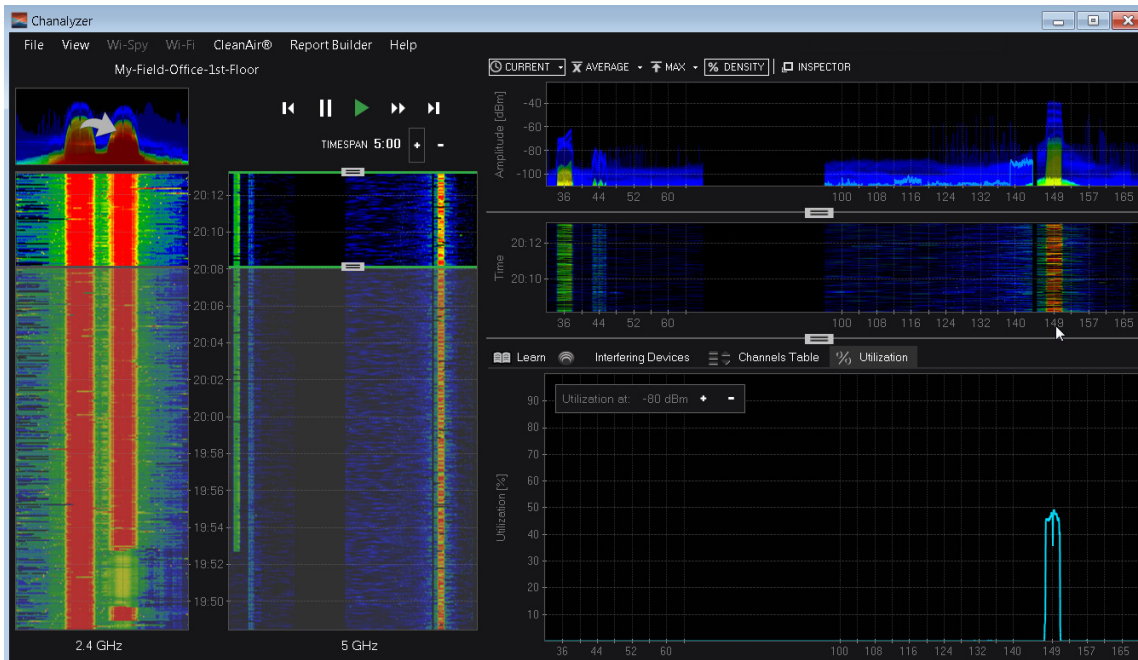 Chanalyzer
File View Wi-Spy Wi-Fi CleanAir® Report Builder Help
My-Field-Office-1st-Floor
TIMESPAN 5:00 + -
20:12
20:10
20:08
20:06
20:04
20:02
20:00
19:58
19:56
19:54
19:52
19:50
2.4 GHz
5 GHz
CURRENT AVERAGE MAX % DENSITY INSPECTOR
Amplitude [dBm]
-40
-60
-80
-100
36 44 52 60 100 108 116 124 132 140 149 157 165
Time
20:12
20:10
36 44 52 60 100 108 116 124 132 140 149 157 165
Learn Interfering Devices Channels Table % Utilization
Utilization at: -80 dBm + -
Utilization [%]
90
80
70
60
50
40
30
20
10
36 44 52 60 100 108 116 124 132 140 149 157 165